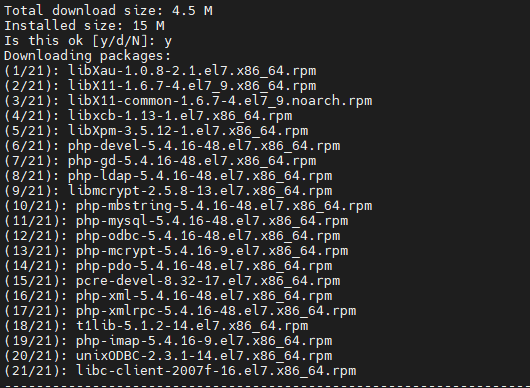 Total download size: 4.5 M
Installed size: 15 M
Is this ok [y/d/N]: y
Downloading packages:
(1/21): libXau-1.0.8-2.1.el7.x86_64.rpm
(2/21): libX11-1.6.7-4.el7_9.x86_64.rpm
(3/21): libX11-common-1.6.7-4.el7_9.noarch.rpm
(4/21): libxcb-1.13-1.el7.x86_64.rpm
(5/21): libXpm-3.5.12-1.el7.x86_64.rpm
(6/21): php-devel-5.4.16-48.el7.x86_64.rpm
(7/21): php-gd-5.4.16-48.el7.x86_64.rpm
(8/21): php-ldap-5.4.16-48.el7.x86_64.rpm
(9/21): libmcrypt-2.5.8-13.el7.x86_64.rpm
(10/21): php-mbstring-5.4.16-48.el7.x86_64.rpm
(11/21): php-mysql-5.4.16-48.el7.x86_64.rpm
(12/21): php-odbc-5.4.16-48.el7.x86_64.rpm
(13/21): php-mcrypt-5.4.16-9.el7.x86_64.rpm
(14/21): php-pdo-5.4.16-48.el7.x86_64.rpm
(15/21): pcre-devel-8.32-17.el7.x86_64.rpm
(16/21): php-xml-5.4.16-48.el7.x86_64.rpm
(17/21): php-xmlrpc-5.4.16-48.el7.x86_64.rpm
(18/21): t1lib-5.1.2-14.el7.x86_64.rpm
(19/21): php-imap-5.4.16-9.el7.x86_64.rpm
(20/21): unixODBC-2.3.1-14.el7.x86_64.rpm
(21/21): libc-client-2007f-16.el7.x86_64.rpm
--------------------------------------------------------------------